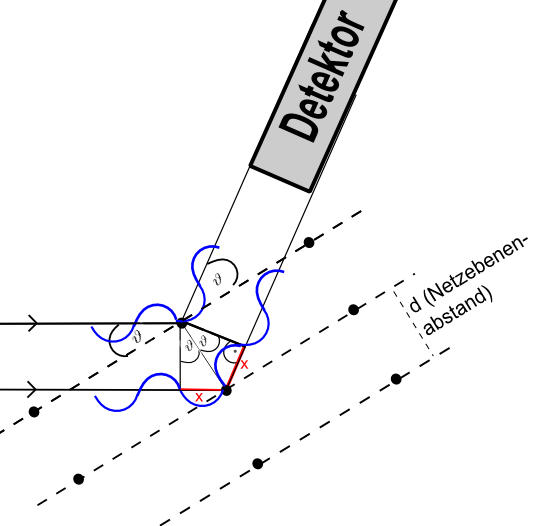 Detektor
ϑ
d (Netzebenen-
abstand)
ϑ
ϑ ϑ
x
x